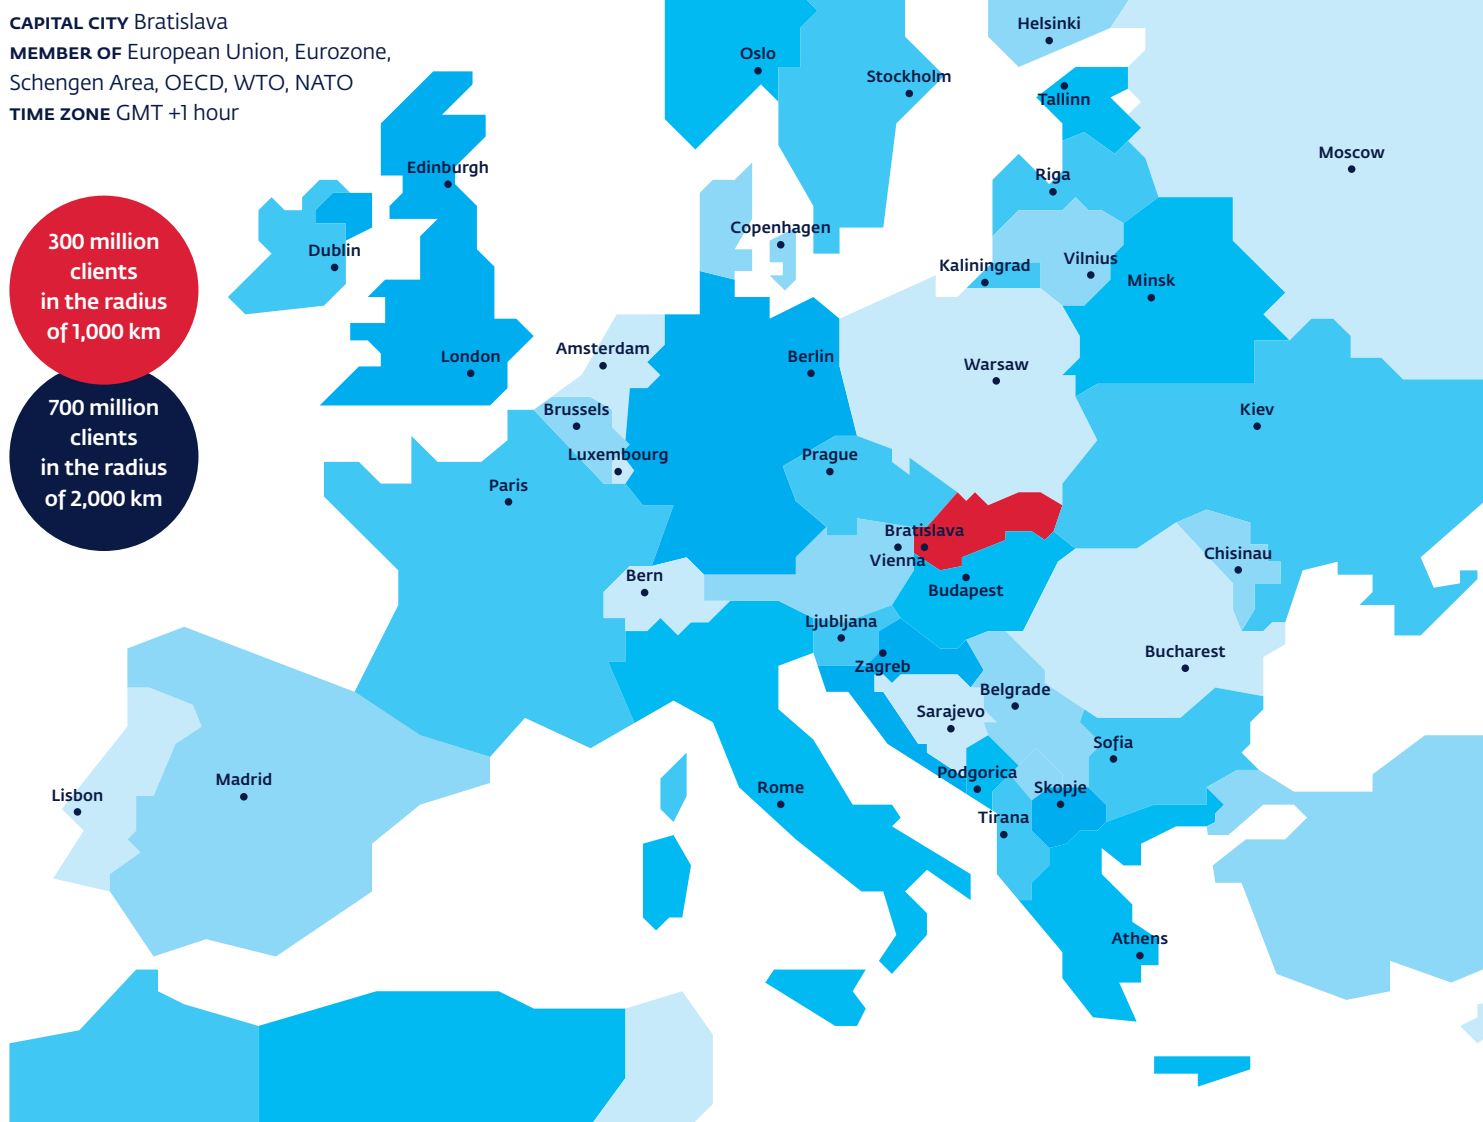 CAPITAL CITY Bratislava
MEMBER OF European Union, Eurozone,
Schengen Area, OECD, WTO, NATO
TIME ZONE GMT +1 hour
300 million
clients
in the radius
of 1,000 km
700 million
clients
in the radius
of 2,000 km
Helsinki
Oslo
Stockholm
Tallinn
Moscow
Edinburgh
Riga
Copenhagen
Dublin
Vilnius
Kaliningrad
Minsk
Amsterdam
London
Berlin
Warsaw
Brussels
Kiev
Luxembourg
Prague
Paris
Bratislava
Chisinau
Vienna
Bern
Budapest
Ljubljana
Bucharest
Zagreb
Belgrade
Sarajevo
Sofia
Podgorica
Madrid
Rome
Skopje
Lisbon
Tirana
Athens